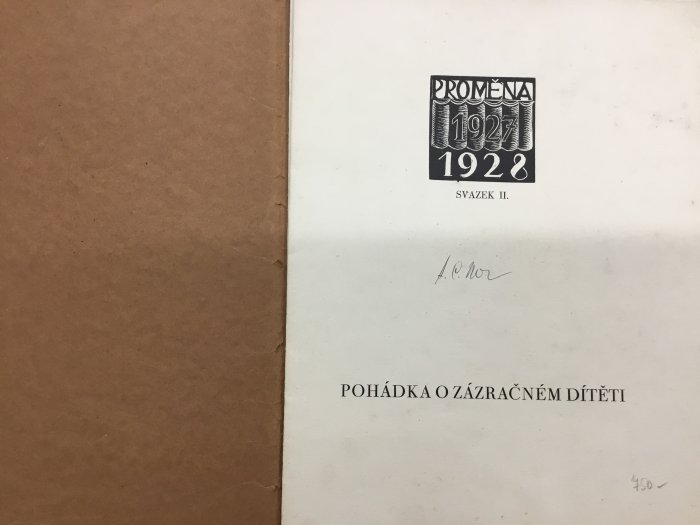 PROMĚNA
1927
1928
SVAZEK II.
A. C. Nor
POHÁDKA O ZÁZRAČNÉM DÍTĚTI
750-